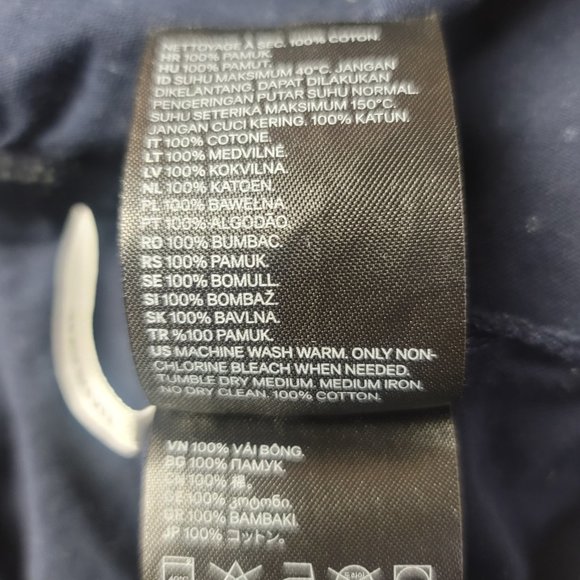 NETTOYAGE À SEC. 100% COTON
HR 100% PAMUK.
HU 100% PAMUT.
ID SUHU MAKSIMUM 40°C. JANGAN
DIKELANTANG. DAPAT DILAKUKAN
PENGERINGAN PUTAR SUHU NORMAL.
SUHU SETERIKA MAKSIMUM 150°C.
JANGAN CUCI KERING. 100% KATUN.
IT 100% COTONE.
LT 100% MEDVILNĖ.
LV 100% KOKVILNA.
NL 100% KATOEN.
PL 100% BAWEŁNA.
PT 100% ALGODÃO.
RO 100% BUMBAC.
RS 100% PAMUK.
SE 100% BOMULL.
SI 100% BOMBAŽ.
SK 100% BAVLNA.
TR %100 PAMUK.
US MACHINE WASH WARM. ONLY NON-
CHLORINE BLEACH WHEN NEEDED.
TUMBLE DRY MEDIUM. MEDIUM IRON.
NO DRY CLEAN. 100% COTTON.
VN 100% VẢI BÔNG.
BG 100% ПАМУК.
CN 100% 棉。
GE 100% ბამბა
GR 100% ΒΑΜΒΑΚΙ
JP 100% コットン。